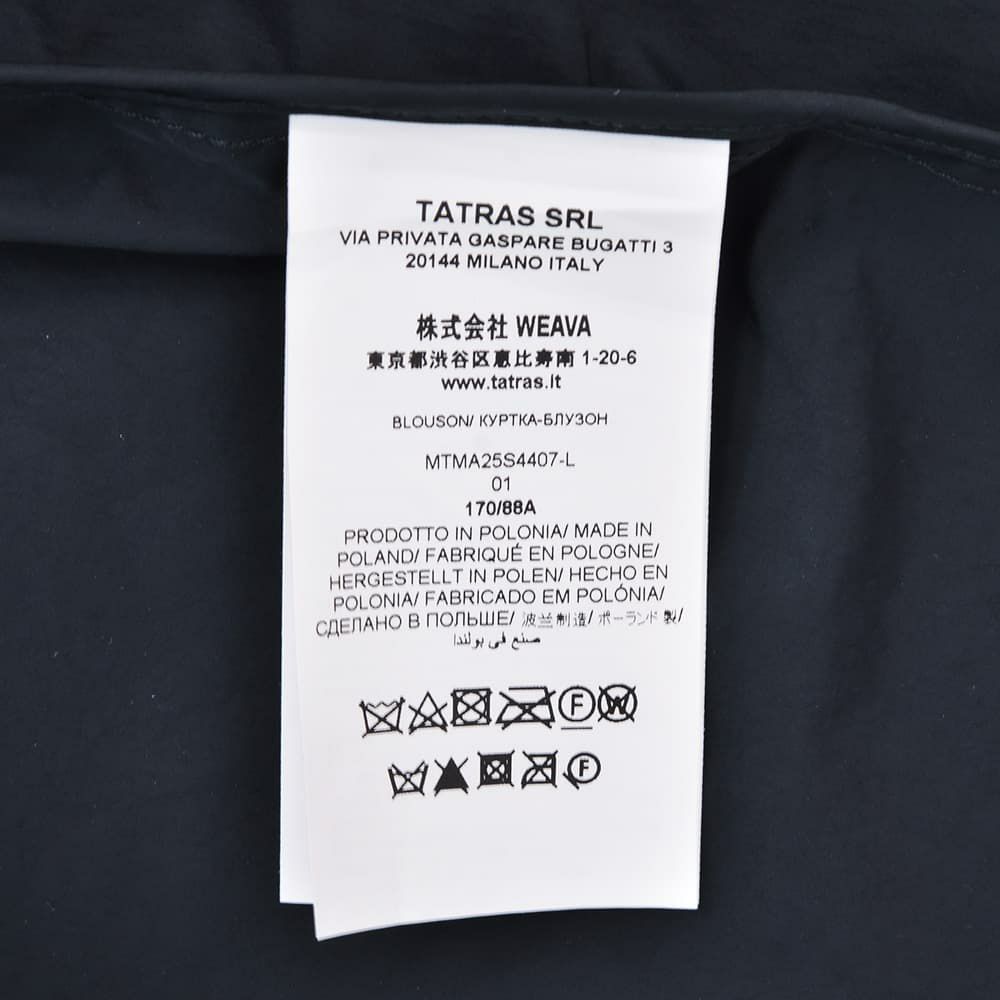 TATRAS SRL
VIA PRIVATA GASPARE BUGATTI 3
20144 MILANO ITALY
株式会社 WEAVA
東京都渋谷区恵比寿南 1-20-6
www.tatras.it
BLOUSON/ КУРТКА-БЛУЗОН
MTMA25S4407-L
01
170/88A
PRODOTTO IN POLONIA/ MADE IN
POLAND/ FABRIQUÉ EN POLOGNE/
HERGESTELLT IN POLEN/ HECHO EN
POLONIA/ FABRICADO EM POLÓNIA/
СДЕЛАНО В ПОЛЬШЕ/ 波兰制造/ ポーランド 製/
صنع في بولندا
F W
F